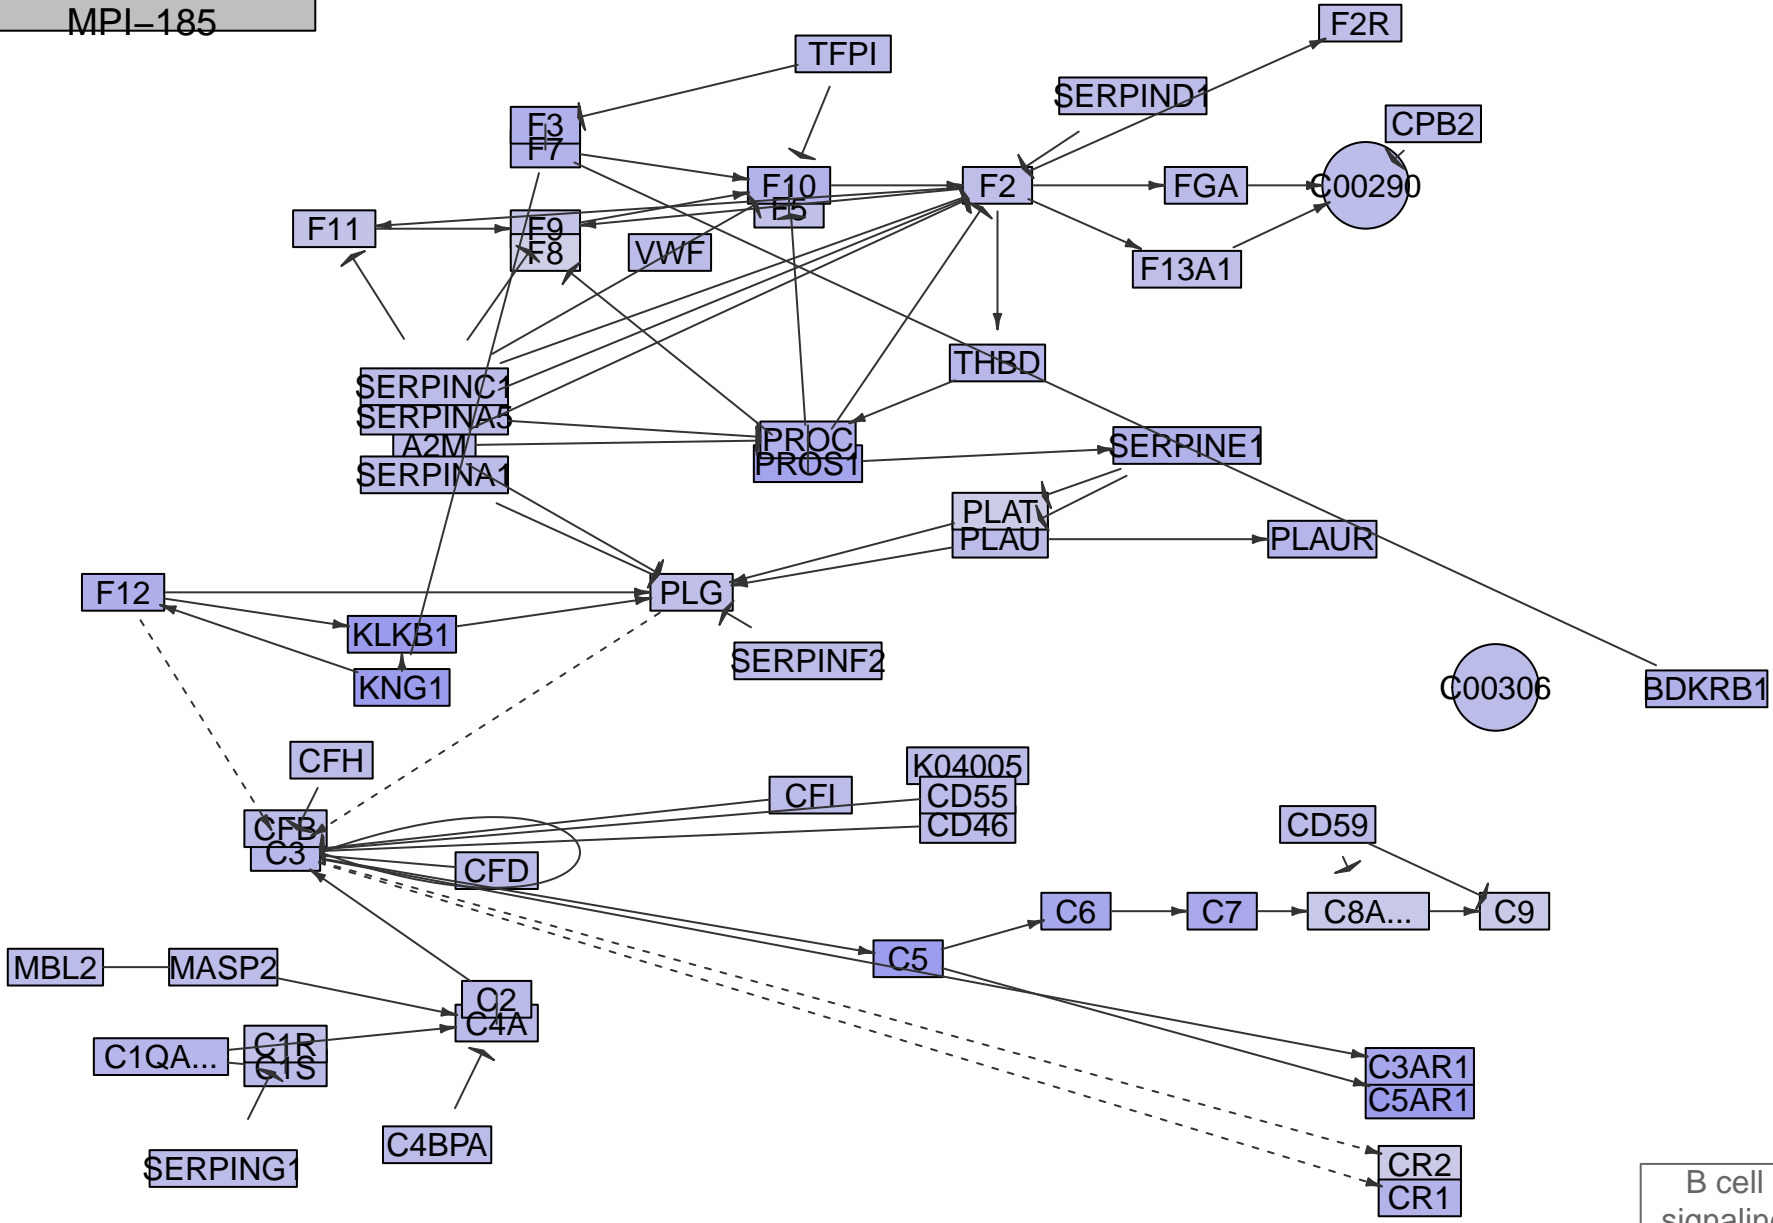 MPI–185
F2R
TFPI
SERPIND1
CPB2
F3
F7
F10
F5
F2
FGA
C00290
F11
F9
F8
VWF
F13A1
THBD
SERPINC1
SERPINA5
A2M
SERPINA1
PROC
PROS1
SERPINE1
PLAT
PLAU
PLAUR
F12
PLG
KLKB1
SERPINF2
KNG1
C00306
BDKRB1
CFH
K04005
CFI
CD55
CD46
CFB
C3
CD59
CFD
C6
C7
C8A...
C9
C5
MBL2
MASP2
C2
C4A
C1QA...
C1R
C1S
C3AR1
C5AR1
C4BPA
SERPING1
CR2
CR1
B cell
signaling